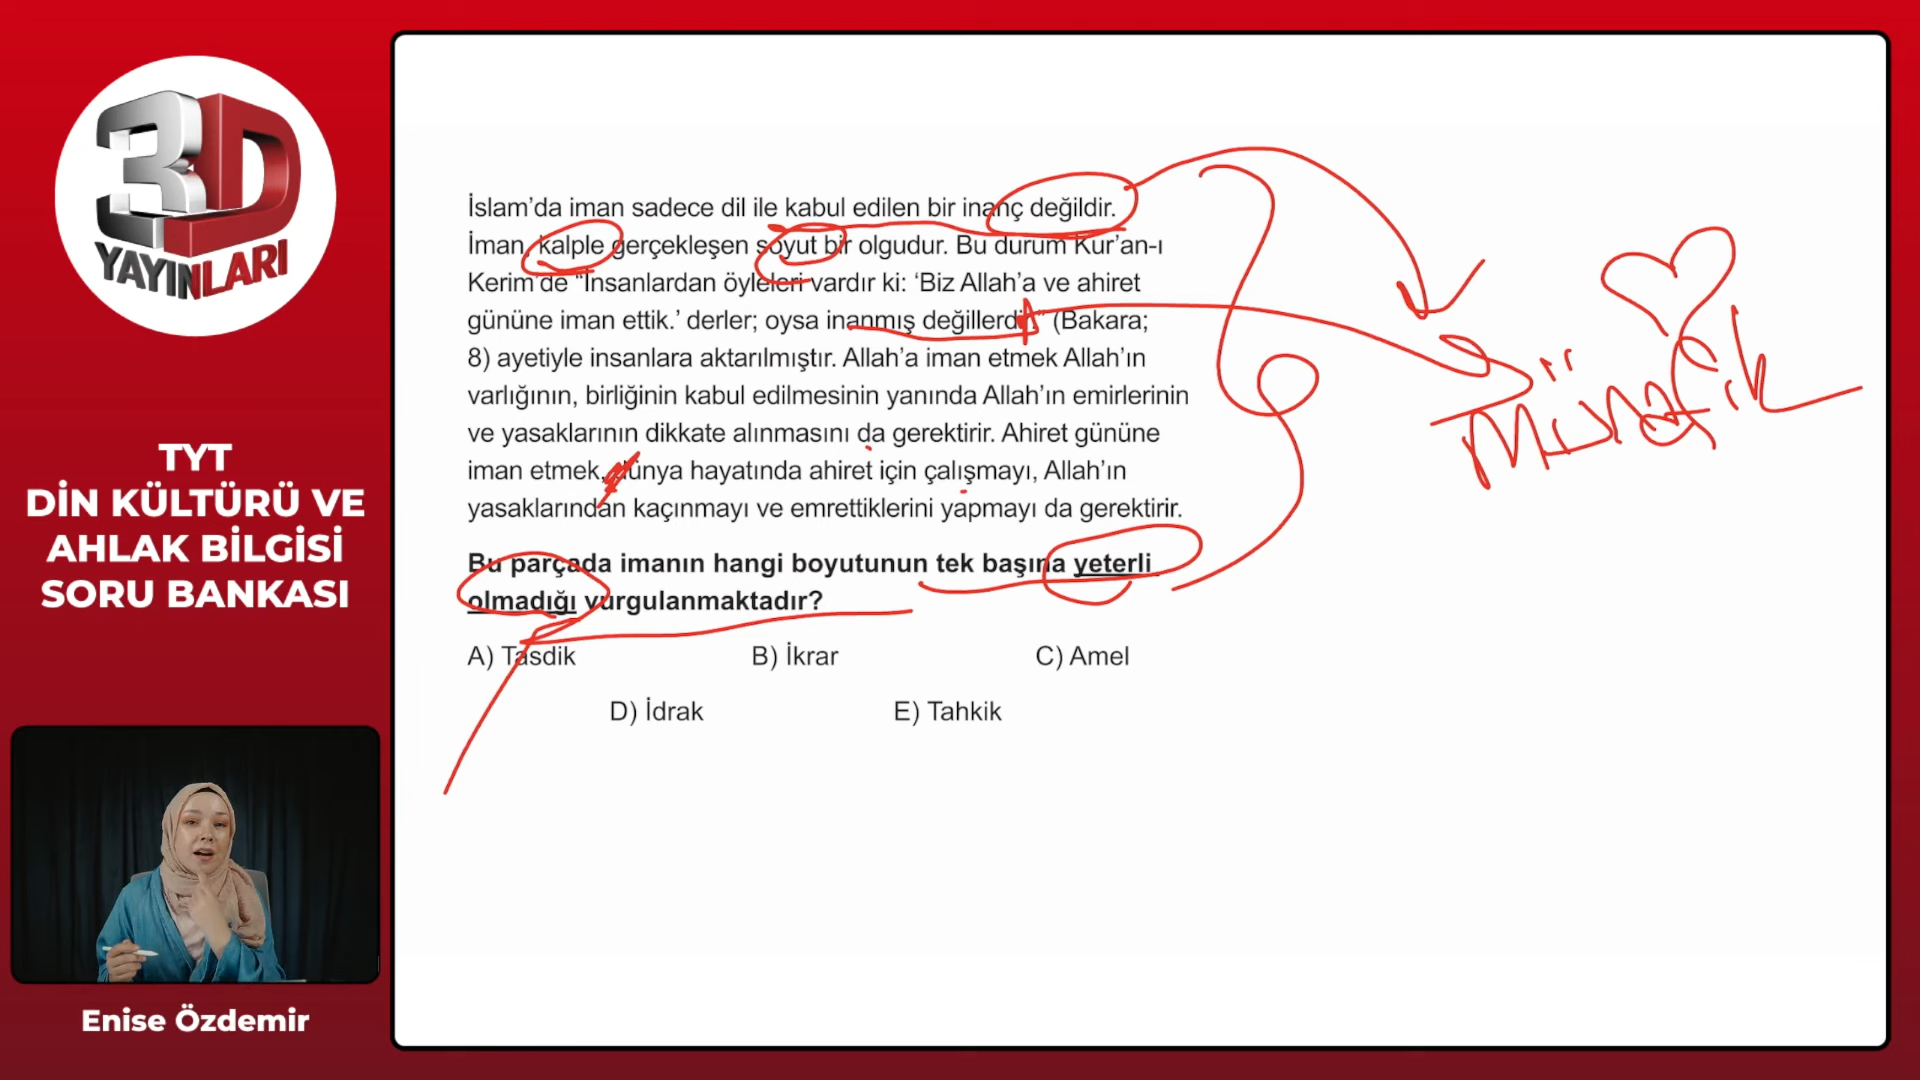 3D
YAYINLARI
TYT
DİN KÜLTÜRÜ VE
AHLAK BİLGİSİ
SORU BANKASI
Enise Özdemir
İslam’da iman sadece dil ile kabul edilen bir inanç değildir.
İman, kalple gerçekleşen soyut bir olgudur. Bu durum Kur’an-ı
Kerim’de “İnsanlardan öyleleri vardır ki: ‘Biz Allah’a ve ahiret
gününe iman ettik.’ derler; oysa inanmış değillerdir.” (Bakara;
8) ayetiyle insanlara aktarılmıştır. Allah’a iman etmek Allah’ın
varlığının, birliğinin kabul edilmesinin yanında Allah’ın emirlerinin
ve yasaklarının dikkate alınmasını da gerektirir. Ahiret gününe
iman etmek, dünya hayatında ahiret için çalışmayı, Allah’ın
yasaklarından kaçınmayı ve emrettiklerini yapmayı da gerektirir.
Bu parçada imanın hangi boyutunun tek başına yeterli
olmadığı vurgulanmaktadır?
A) Tasdik B) İkrar C) Amel
D) İdrak E) Tahkik
Münafık